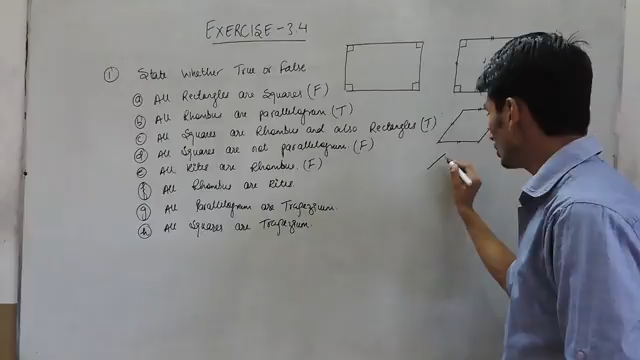 EXERCISE - 3.4
① State whether True or False
ⓐ All Rectangles are Squares (F)
ⓑ All Rhombus are parallelogram (T)
ⓒ All Squares are Rhombus and also Rectangles (T)
ⓓ All Squares are not parallelogram. (F)
ⓔ All Kites are Rhombus. (F)
ⓕ All Rhombus are Kites.
ⓖ All Parallelogram are Trapezium.
ⓗ All Squares are Trapezium.